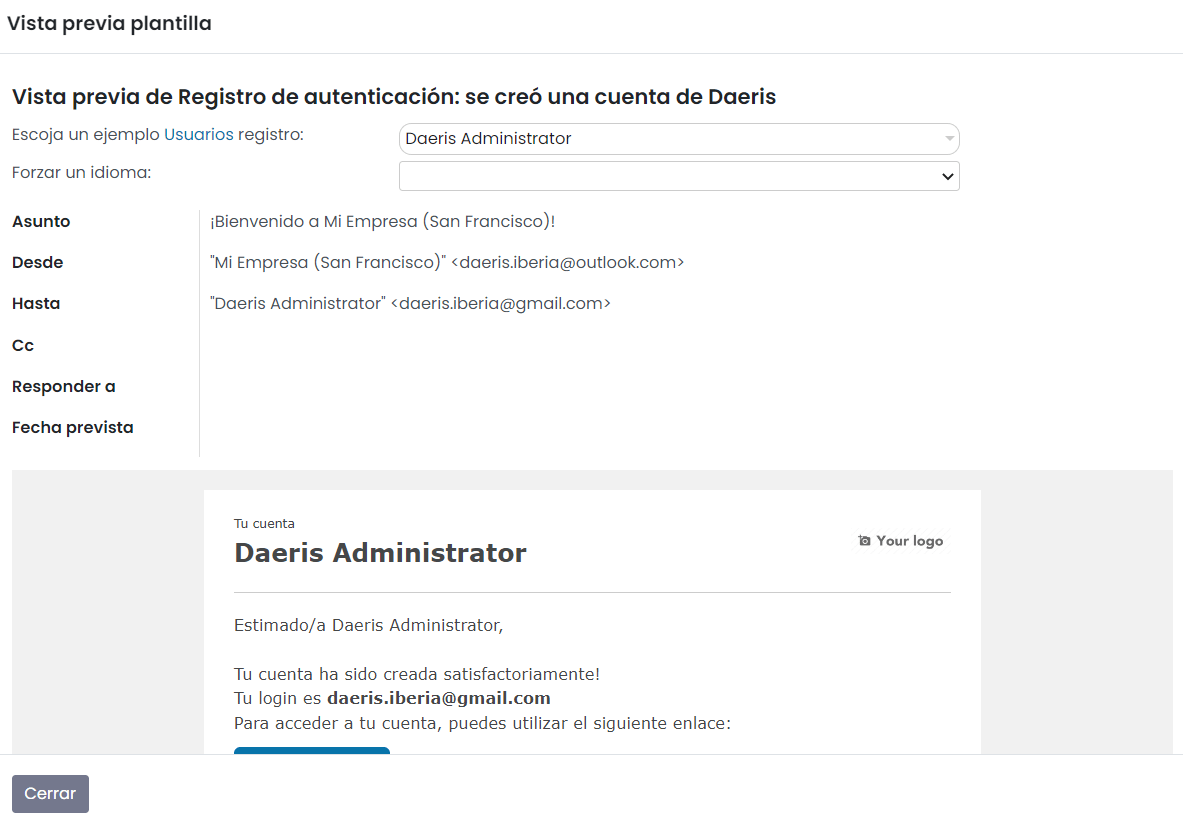 Vista previa plantilla
Vista previa de Registro de autenticación: se creó una cuenta de Daeris
Escoja un ejemplo Usuarios registro:
Daeris Administrator
Forzar un idioma:
Asunto
¡Bienvenido a Mi Empresa (San Francisco)!
Desde
"Mi Empresa (San Francisco)" <daeris.iberia@outlook.com>
Hasta
"Daeris Administrator" <daeris.iberia@gmail.com>
Cc
Responder a
Fecha prevista
Tu cuenta
Daeris Administrator
Your logo
Estimado/a Daeris Administrator,
Tu cuenta ha sido creada satisfactoriamente!
Tu login es daeris.iberia@gmail.com
Para acceder a tu cuenta, puedes utilizar el siguiente enlace:
Cerrar